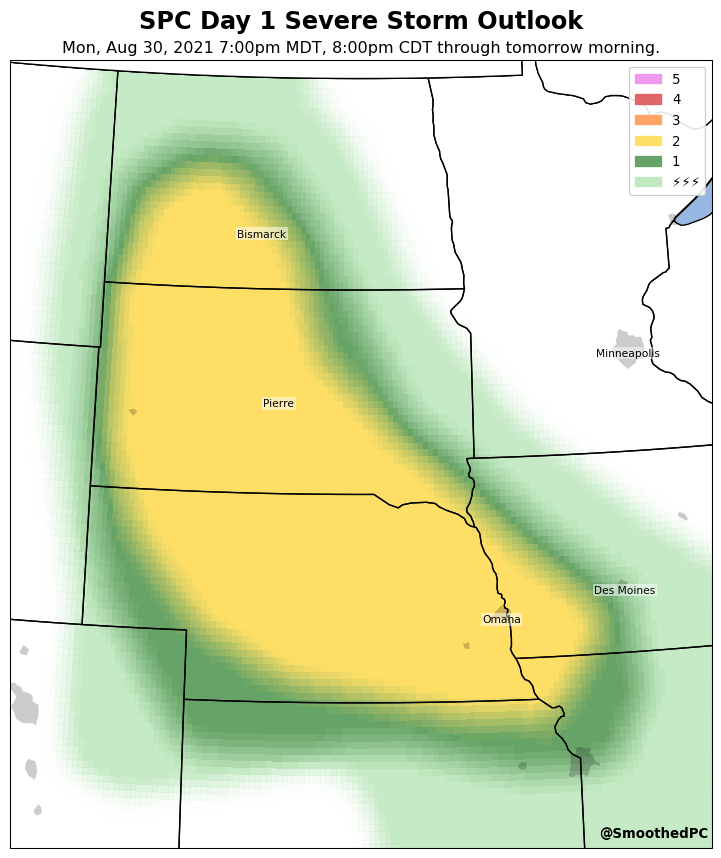 SPC Day 1 Severe Storm Outlook
Mon, Aug 30, 2021 7:00pm MDT, 8:00pm CDT through tomorrow morning.
5
4
3
2
1
⚡⚡⚡
Bismarck
Minneapolis
Pierre
Des Moines
Omaha
@SmoothedPC